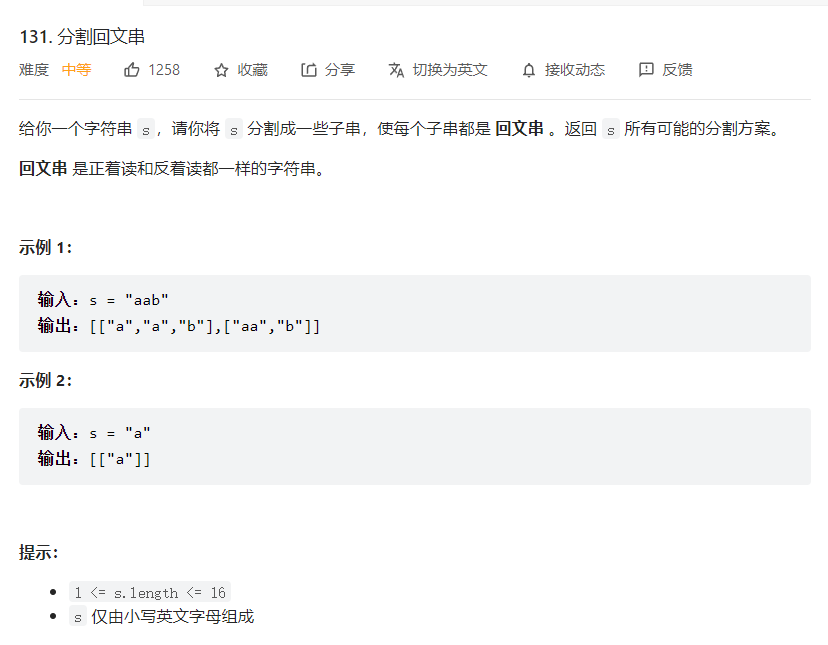 131. 分割回文串
难度 中等 1258 收藏 分享 切换为英文 接收动态 反馈
给你一个字符串 s，请你将 s 分割成一些子串，使每个子串都是 回文串 。返回 s 所有可能的分割方案。
回文串 是正着读和反着读都一样的字符串。
示例 1：
输入：s = "aab"
输出：[["a","a","b"],["aa","b"]]
示例 2：
输入：s = "a"
输出：[["a"]]
提示：
1 <= s.length <= 16
s 仅由小写英文字母组成